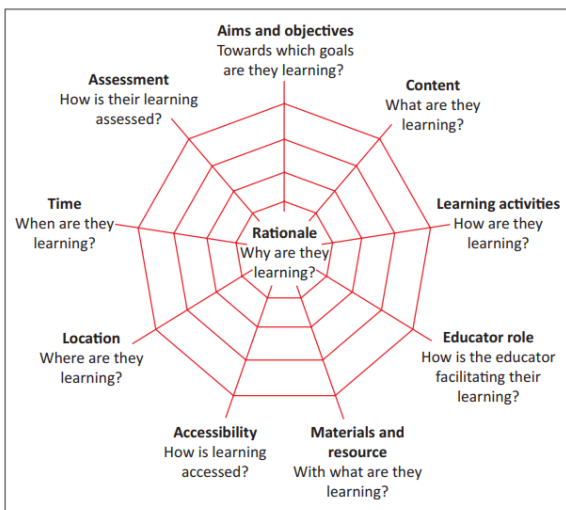 Aims and objectives
Towards which goals
are they learning?
Content
What are they
learning?
Learning activities
How are they
learning?
Educator role
How is the educator
facilitating their
learning?
Materials and
resource
With what are they
learning?
Accessibility
How is learning
accessed?
Location
Where are they
learning?
Time
When are they
learning?
Assessment
How is their learning
assessed?
Rationale
Why are they
learning?